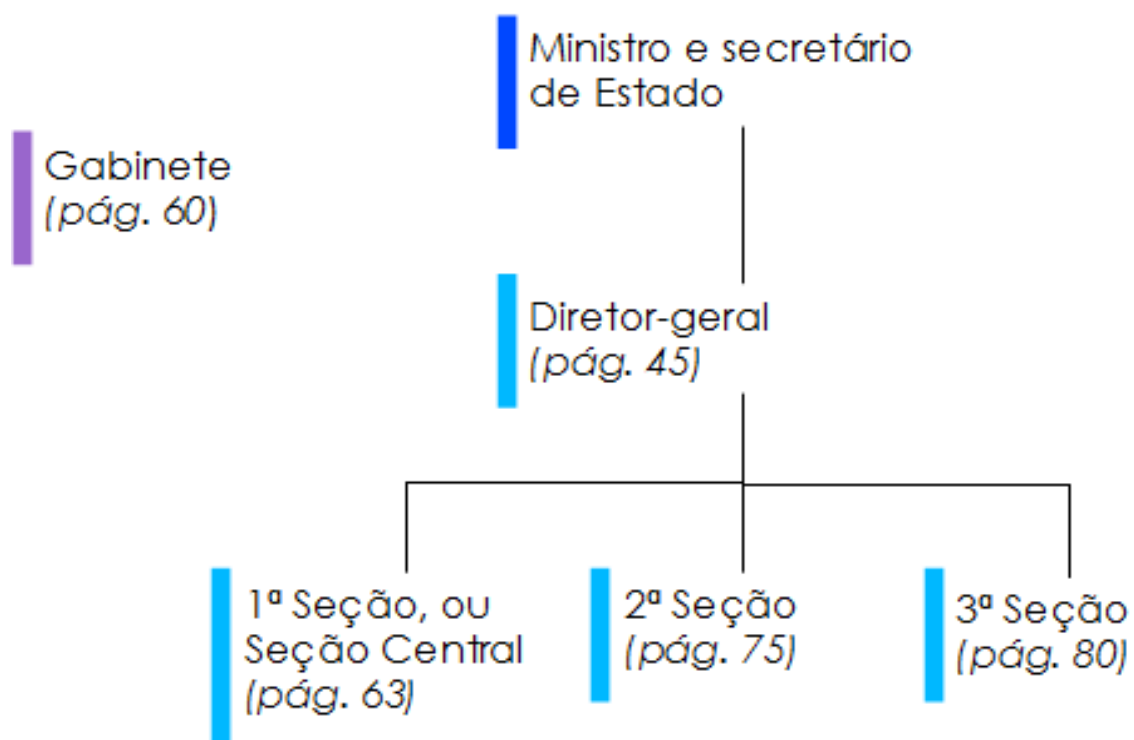 Ministro e secretário
de Estado
Gabinete
(pág. 60)
Diretor-geral
(pág. 45)
1ª Seção, ou
Seção Central
(pág. 63)
2ª Seção
(pág. 75)
3ª Seção
(pág. 80)